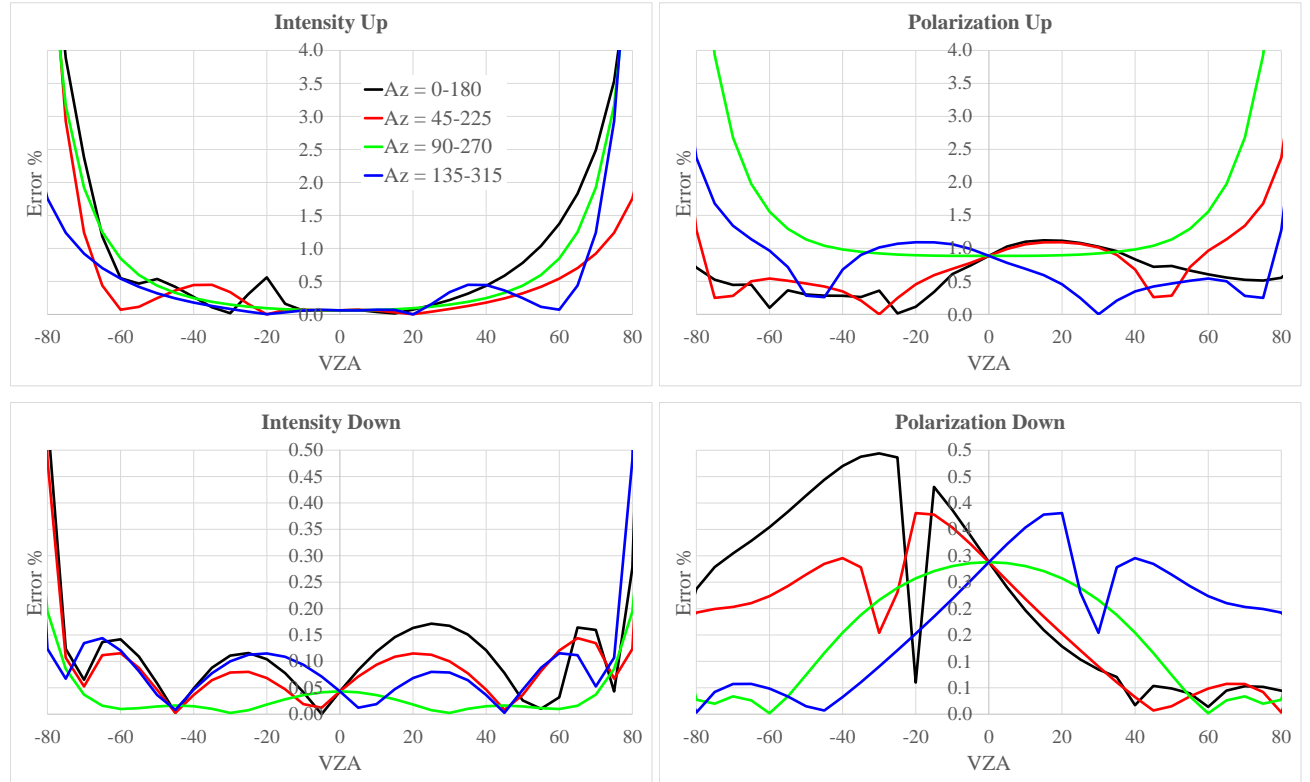 Intensity Up
4.0
3.5
3.0
2.5
2.0
1.5
1.0
0.5
0.0
Error %
Az = 0-180
Az = 45-225
Az = 90-270
Az = 135-315
-80 -60 -40 -20 0 20 40 60 80
VZA
Polarization Up
4.0
3.5
3.0
2.5
2.0
1.5
1.0
0.5
0.0
Error %
-80 -60 -40 -20 0 20 40 60 80
VZA
Intensity Down
0.50
0.45
0.40
0.35
0.30
0.25
0.20
0.15
0.10
0.05
0.00
Error %
-80 -60 -40 -20 0 20 40 60 80
VZA
Polarization Down
0.5
0.5
0.4
0.4
0.3
0.3
0.2
0.2
0.1
0.1
0.0
Error %
-80 -60 -40 -20 0 20 40 60 80
VZA